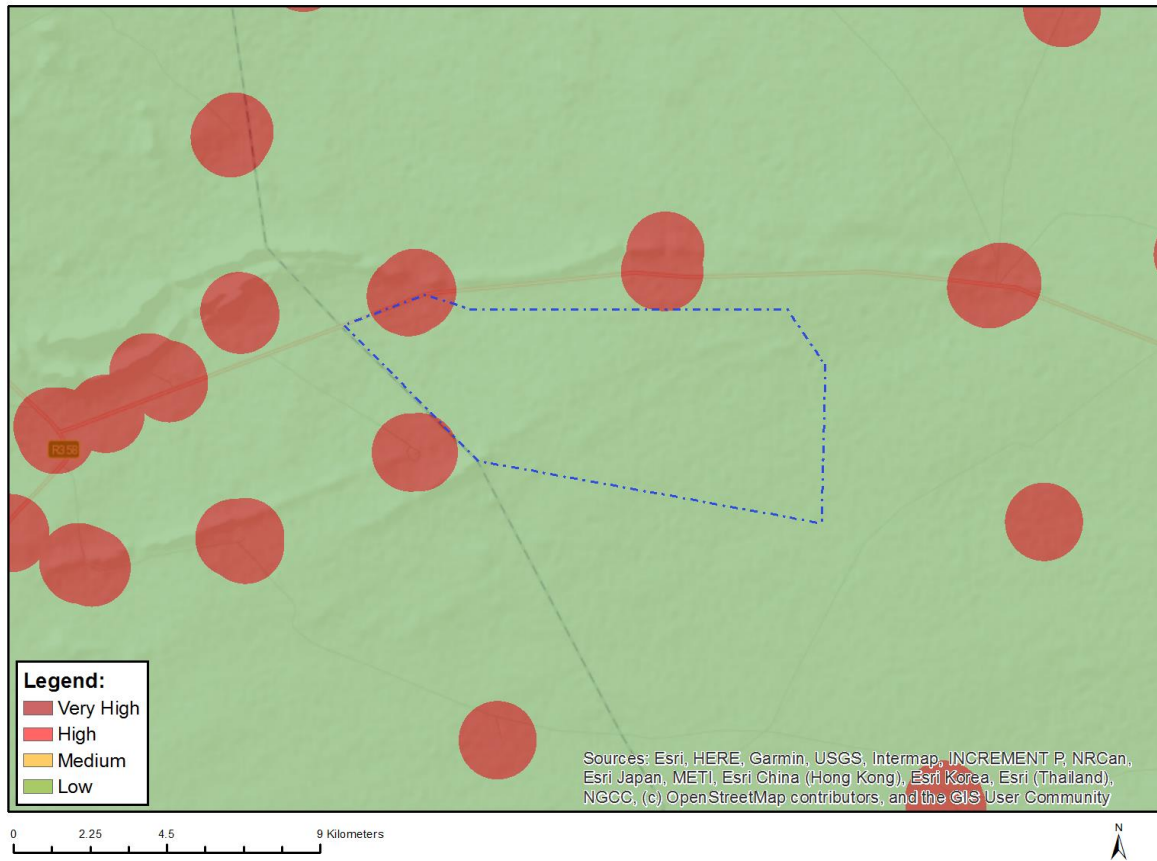 R358
Legend:
Very High
High
Medium
Low
Sources: Esri, HERE, Garmin, USGS, Intermap, INCREMENT P, NRCan,
Esri Japan, METI, Esri China (Hong Kong), Esri Korea, Esri (Thailand),
NGCC, (c) OpenStreetMap contributors, and the GIS User Community
0 2.25 4.5 9 Kilometers
N